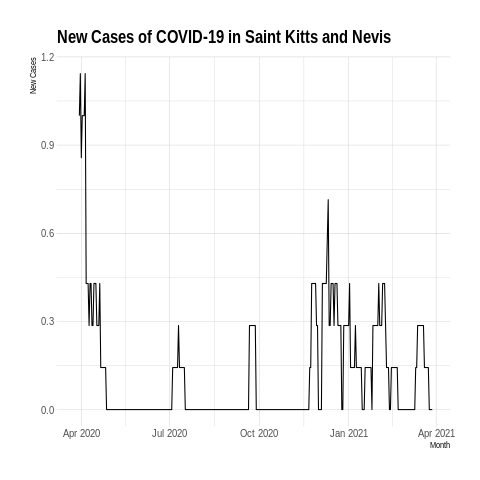 New Cases of COVID-19 in Saint Kitts and Nevis
New Cases
1.2
0.9
0.6
0.3
0.0
Apr 2020 Jul 2020 Oct 2020 Jan 2021 Apr 2021
Month